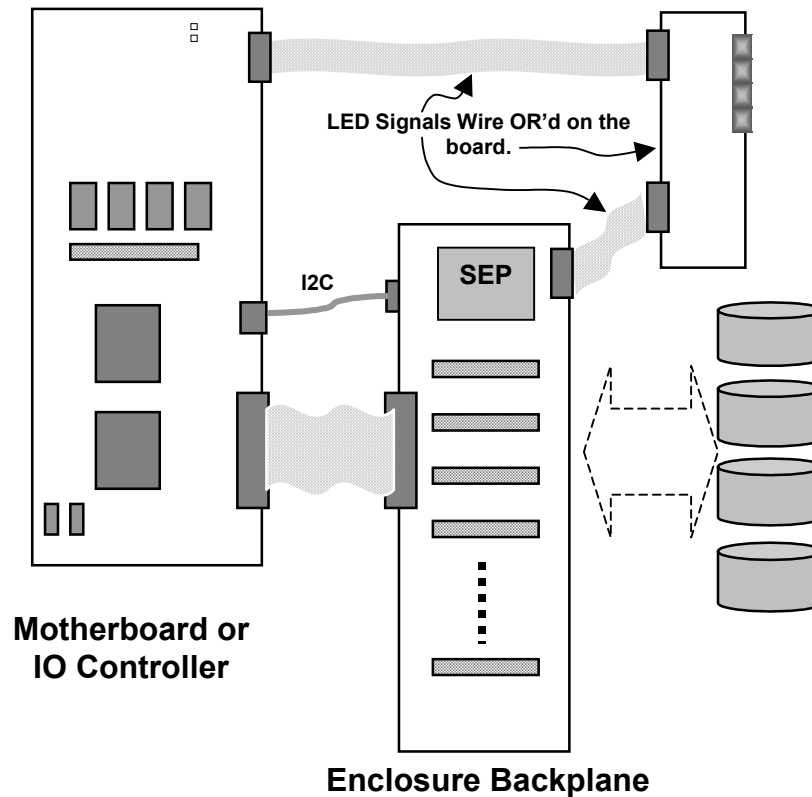 LED Signals Wire OR’d on the
board.
SEP
I2C
Motherboard or
IO Controller
Enclosure Backplane